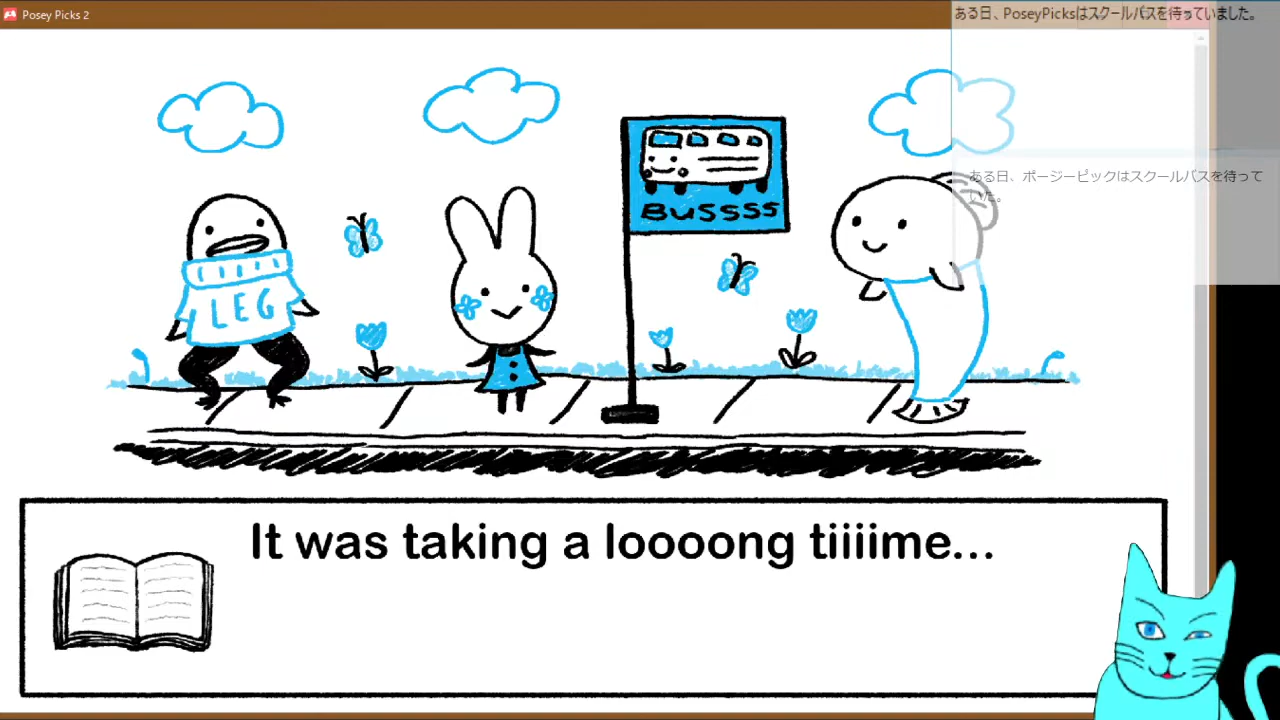 Posey Picks 2
ある日、PoseyPicksはスクールバスを待っていました。
ある日、ポージーピックはスクールバスを待って
いた。
BUSSSS
LEG
It was taking a loooong tiiiime...